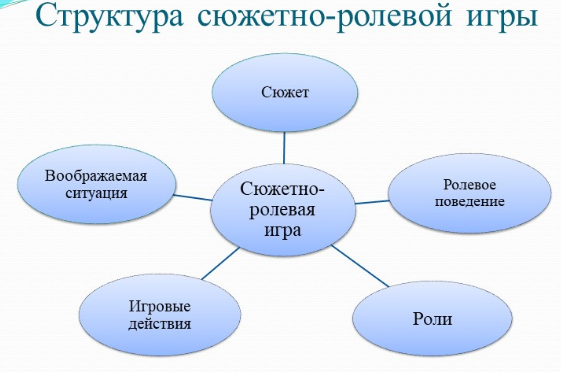 Структура сюжетно-ролевой игры
Сюжет
Воображаемая
ситуация
Сюжетно-
ролевая
игра
Ролевое
поведение
Игровые
действия
Роли